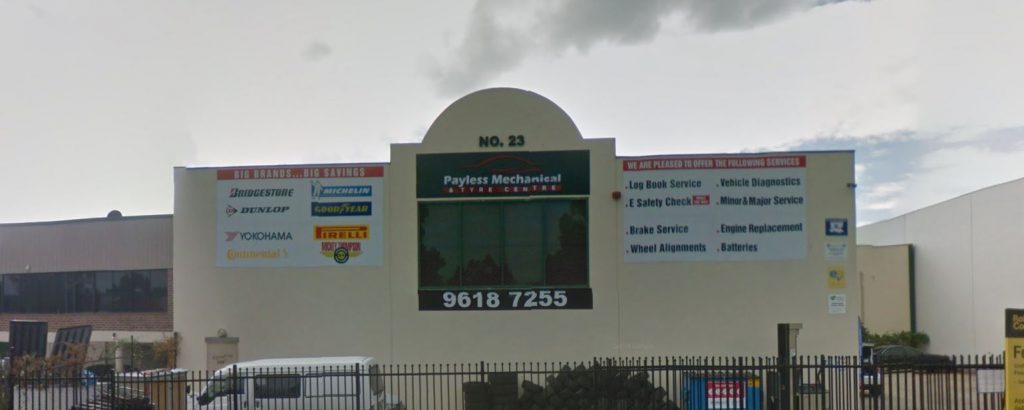 NO. 23
BIG BRANDS...BIG SAVINGS
BRIDGESTONE
MICHELIN
DUNLOP
GOODYEAR
YOKOHAMA
PIRELLI
Continental
MICKEY THOMPSON
Payless Mechanical
& TYRE CENTRE
9618 7255
WE ARE PLEASED TO OFFER THE FOLLOWING SERVICES
Log Book Service
Vehicle Diagnostics
E Safety Check
Minor & Major Service
Brake Service
Engine Replacement
Wheel Alignments
Batteries